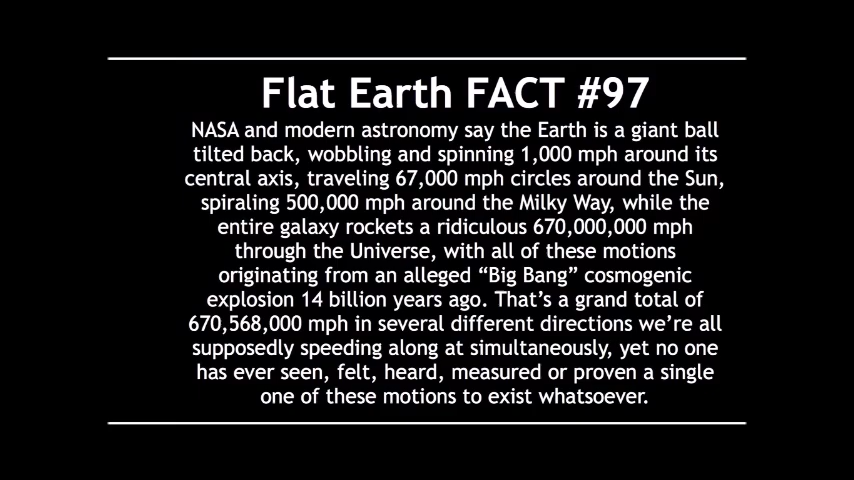 Flat Earth FACT #97
NASA and modern astronomy say the Earth is a giant ball
tilted back, wobbling and spinning 1,000 mph around its
central axis, traveling 67,000 mph circles around the Sun,
spiraling 500,000 mph around the Milky Way, while the
entire galaxy rockets a ridiculous 670,000,000 mph
through the Universe, with all of these motions
originating from an alleged “Big Bang” cosmogenic
explosion 14 billion years ago. That’s a grand total of
670,568,000 mph in several different directions we’re all
supposedly speeding along at simultaneously, yet no one
has ever seen, felt, heard, measured or proven a single
one of these motions to exist whatsoever.